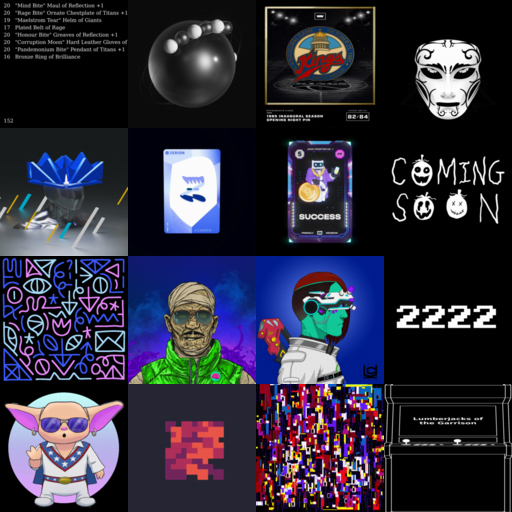 20 "Mind Bite" Maul of Reflection +1
20 "Rage Bite" Ornate Chestplate of Titans +1
19 "Maelstrom Tear" Helm of Giants
17 Plated Belt of Rage
20 "Honour Bite" Greaves of Reflection +1
20 "Corruption Moon" Hard Leather Gloves of
20 "Pandemonium Bite" Pendant of Titans +1
16 Bronze Ring of Brilliance
152
Kings
1985 INAUGURAL SEASON
OPENING NIGHT PIN
82-84
SUCCESS
COMING
SOON
2222
Lumberjacks of
the Garrison